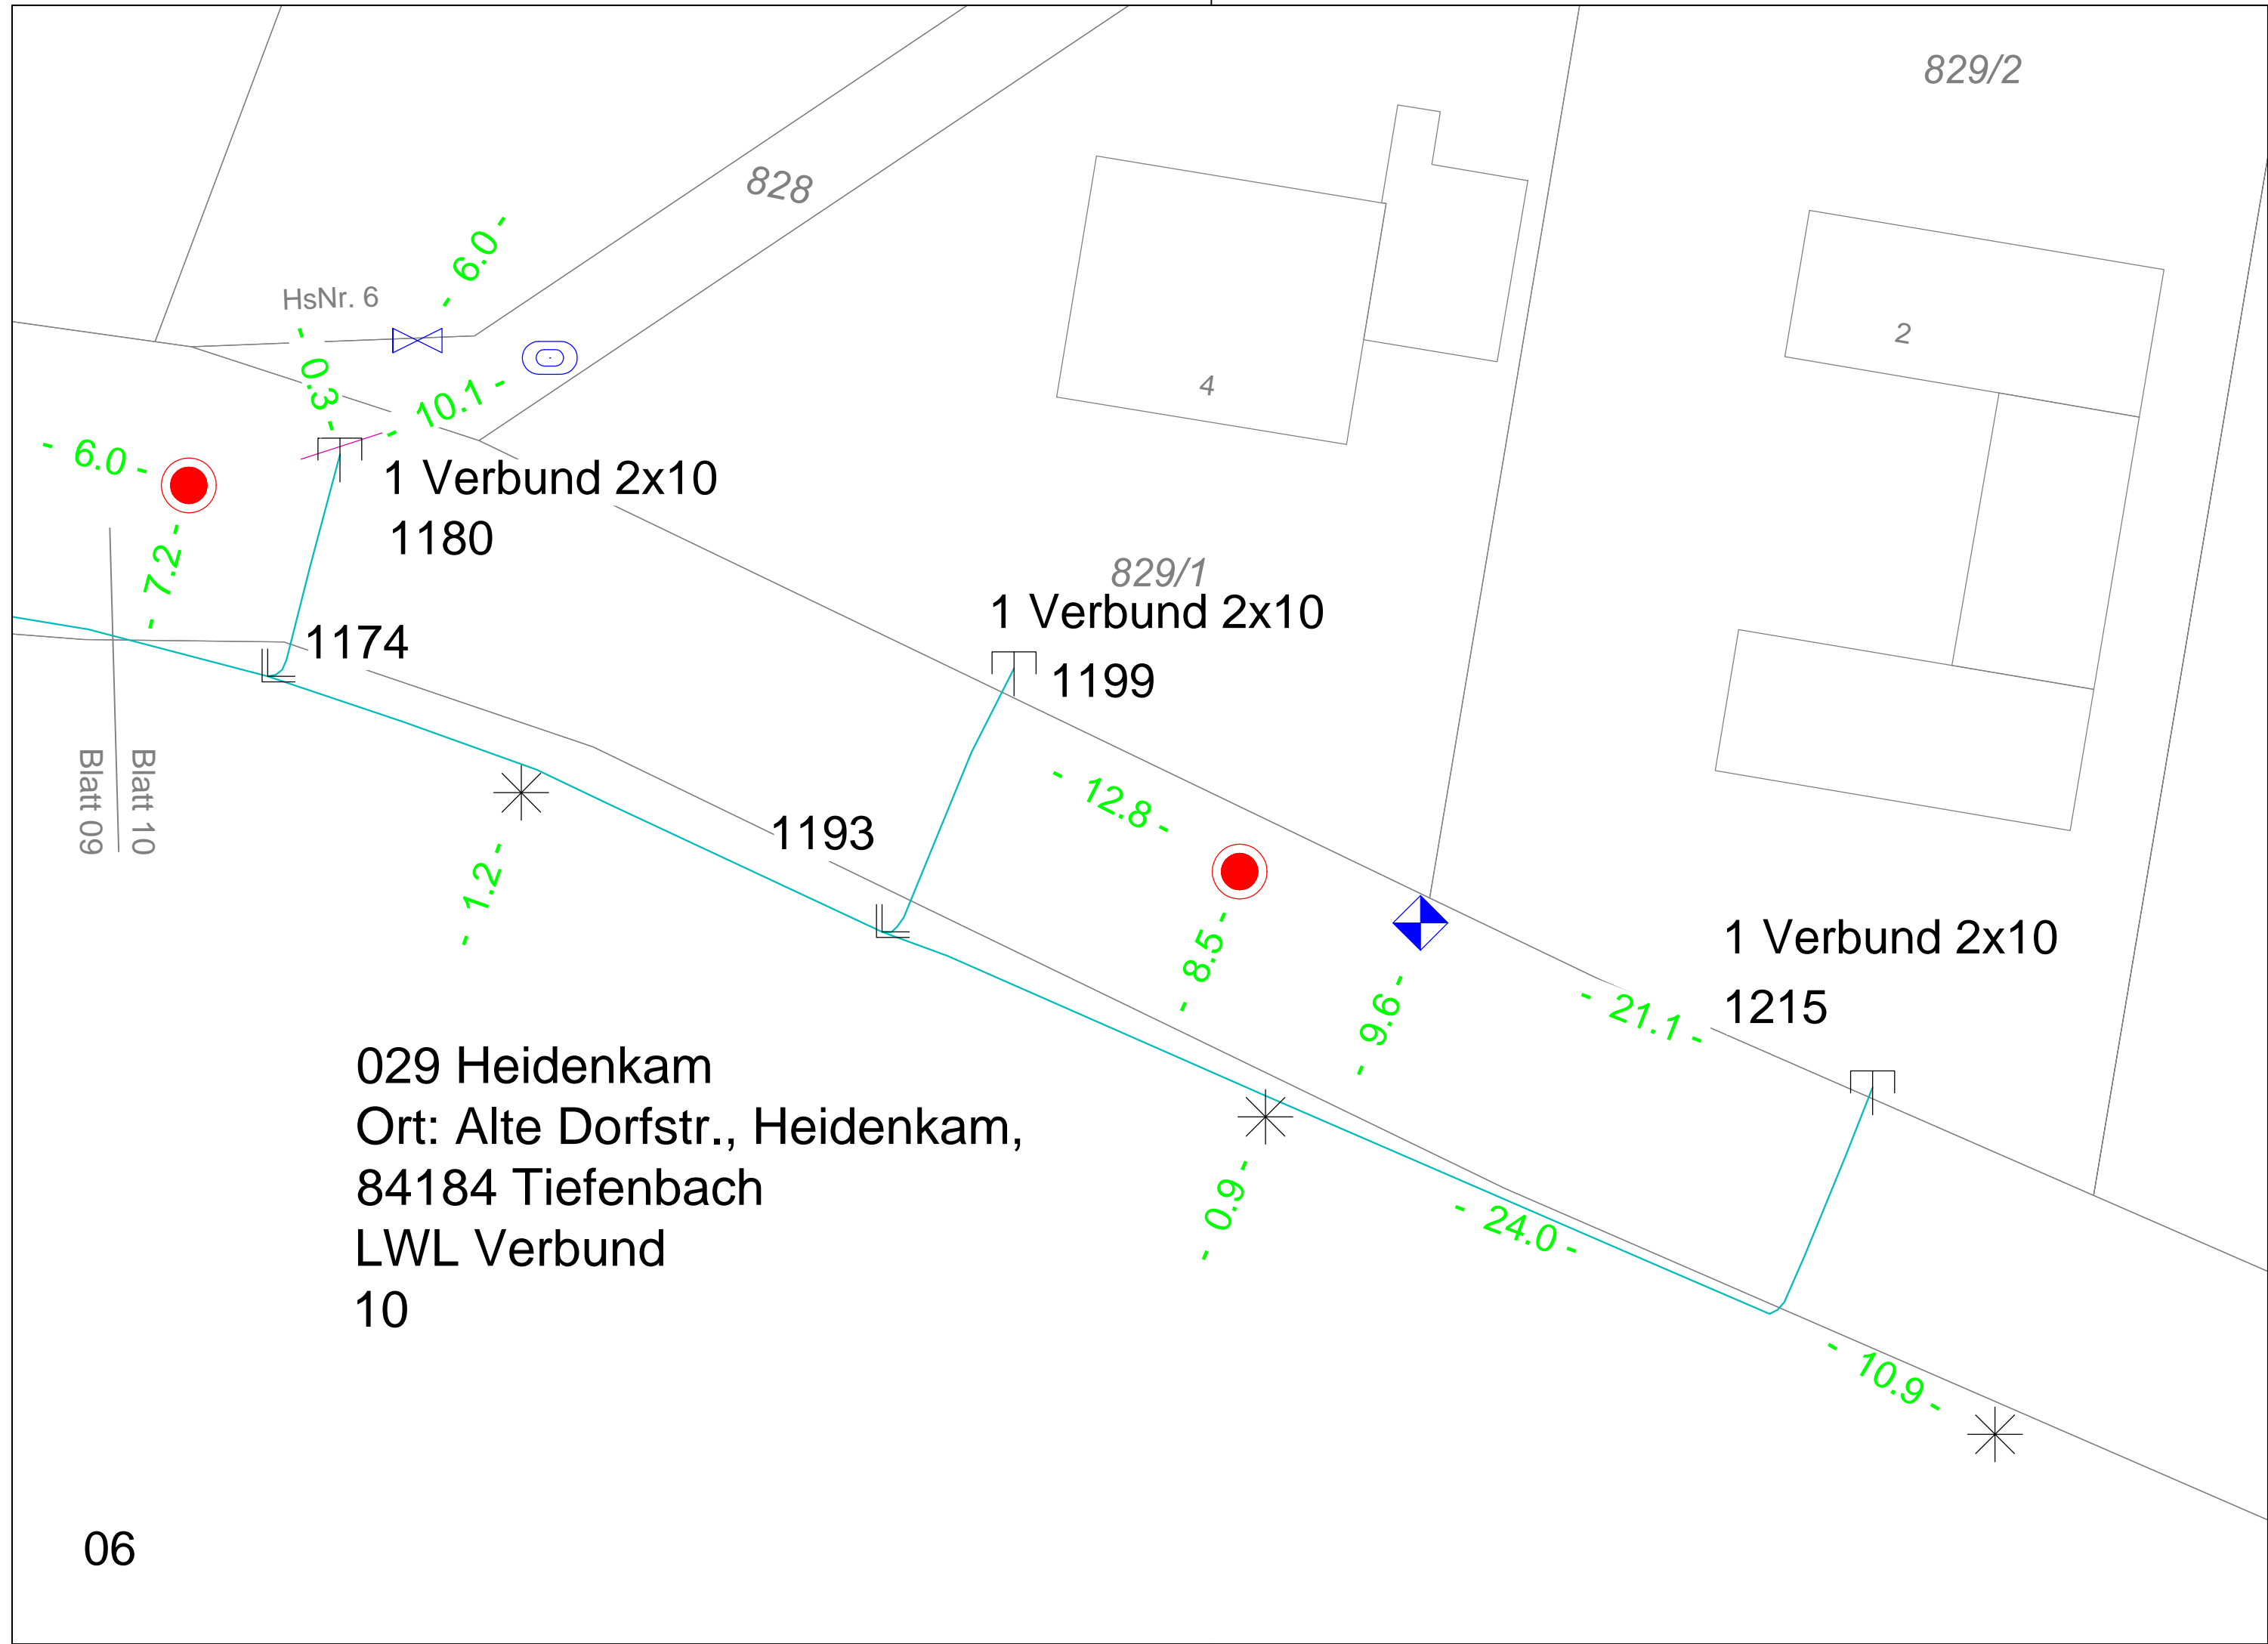 829/2
828
- 6.0 -
HsNr. 6
2
- 0.3 -
4
- 10.1 -
- 6.0 -
1 Verbund 2x10
1180
- 7.2 -
829/1
1 Verbund 2x10
1174
1199
Blatt 10
Blatt 09
- 12.8 -
1193
- 1.2 -
- 8.5 -
1 Verbund 2x10
- 9.6 -
- 21.1 -
1215
029 Heidenkam
Ort: Alte Dorfstr., Heidenkam,
84184 Tiefenbach
LWL Verbund
10
- 0.9 -
- 24.0 -
- 10.9 -
06